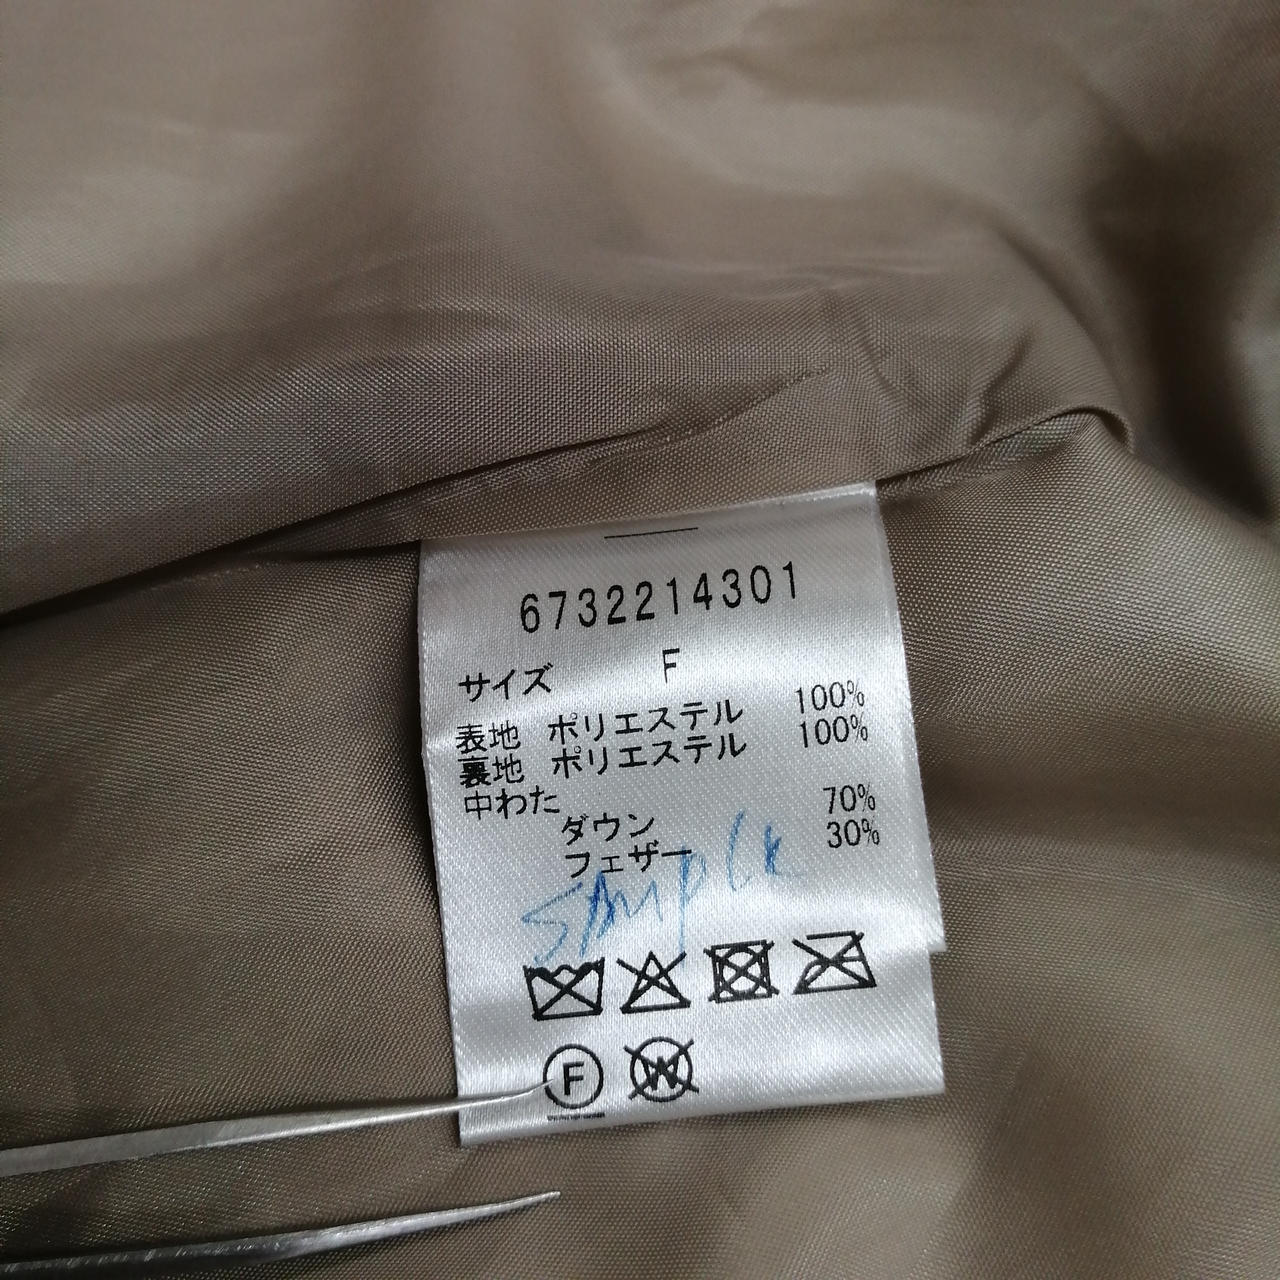 6732214301
サイズ F
表地 ポリエステル 100%
裏地 ポリエステル 100%
中わた
ダウン 70%
フェザー 30%
SAMPLE
F W